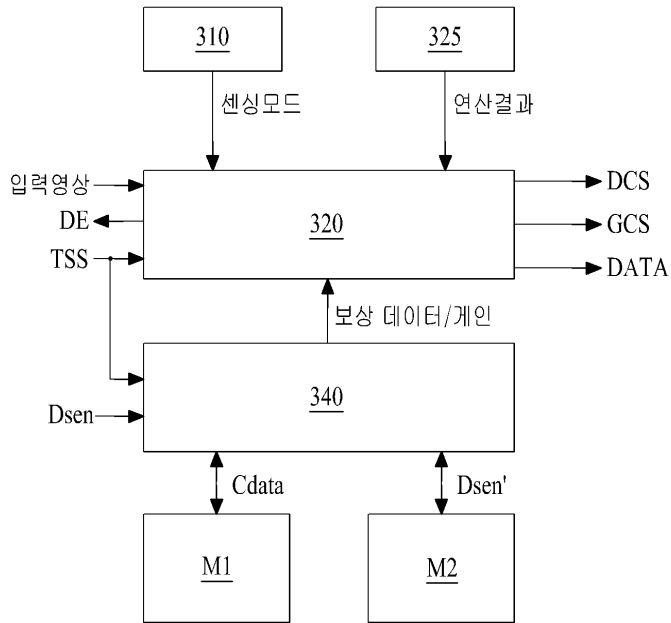 310
325
센싱모드
연산결과
입력영상
DE
TSS
320
DCS
GCS
DATA
보상 데이터/게인
340
Dsen
Cdata
Dsen'
M1
M2